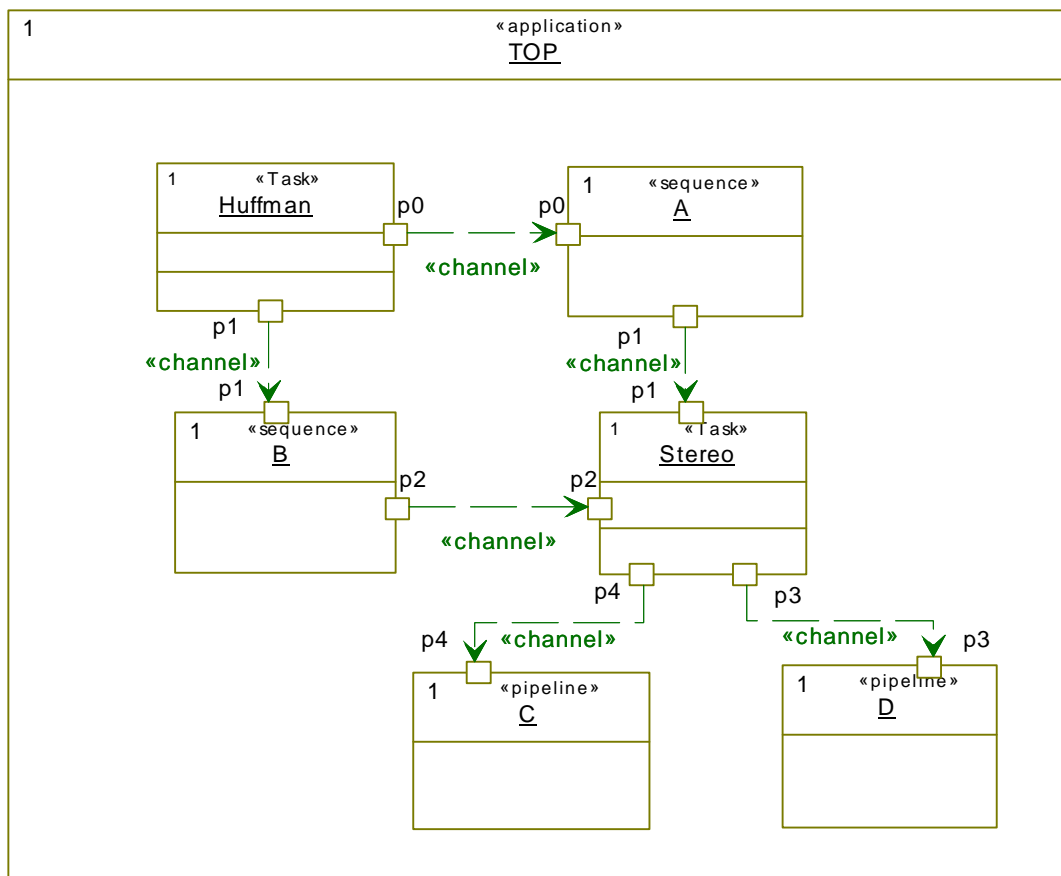 1
«application»
TOP
1
«Task»
Huffman
p0
p0
1
«sequence»
A
«channel»
p1
«channel»
p1
p1
«channel»
p1
1
«sequence»
B
p2
p2
«channel»
1
«Task»
Stereo
p4
p3
«channel»
«channel»
p4
p3
1
«pipeline»
C
1
«pipeline»
D